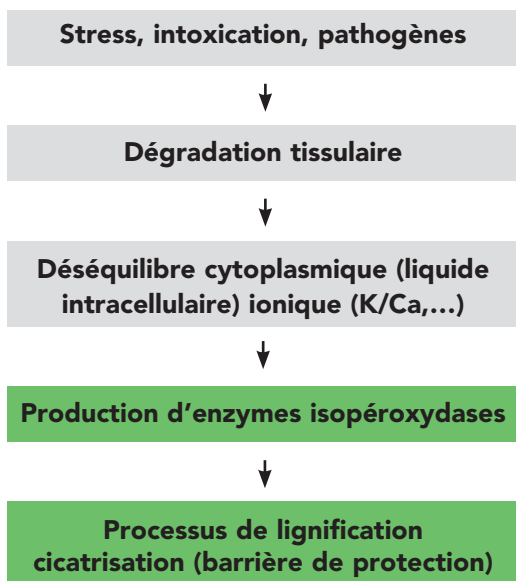 Stress, intoxication, pathogènes
Dégradation tissulaire
Déséquilibre cytoplasmique (liquide
intracellulaire) ionique (K/Ca,…)
Production d’enzymes isopéroxydases
Processus de lignification
cicatrisation (barrière de protection)